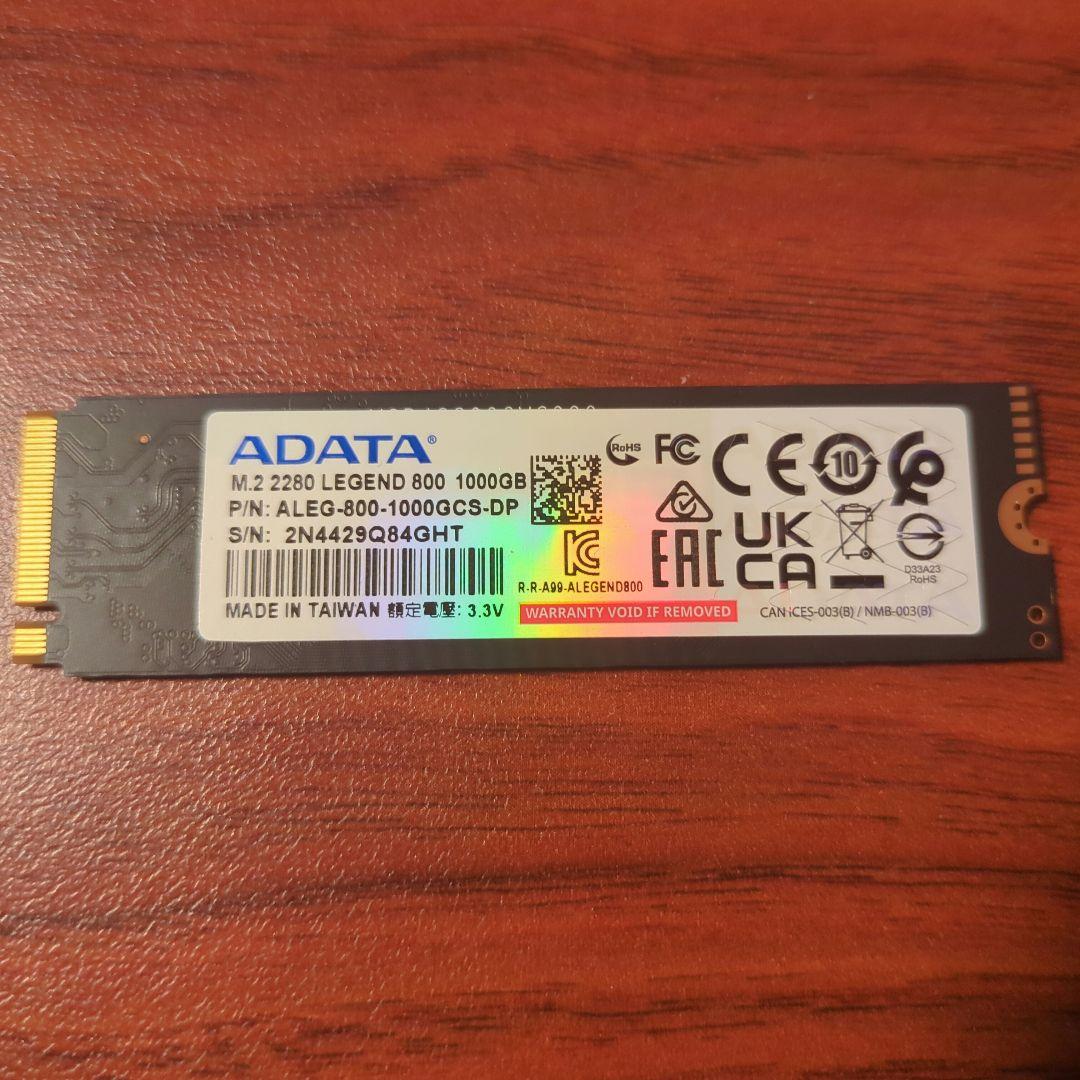 ADATA®
M.2 2280 LEGEND 800 1000GB
P/N: ALEG-800-1000GCS-DP
S/N: 2N4429Q84GHT
MADE IN TAIWAN 額定電壓: 3.3V
RoHS
FC
CE
10
EAC
UK
CA
KC
R-R-A99-ALEGEND800
WARRANTY VOID IF REMOVED
D33A23
RoHS
CAN ICES-003(B) / NMB-003(B)